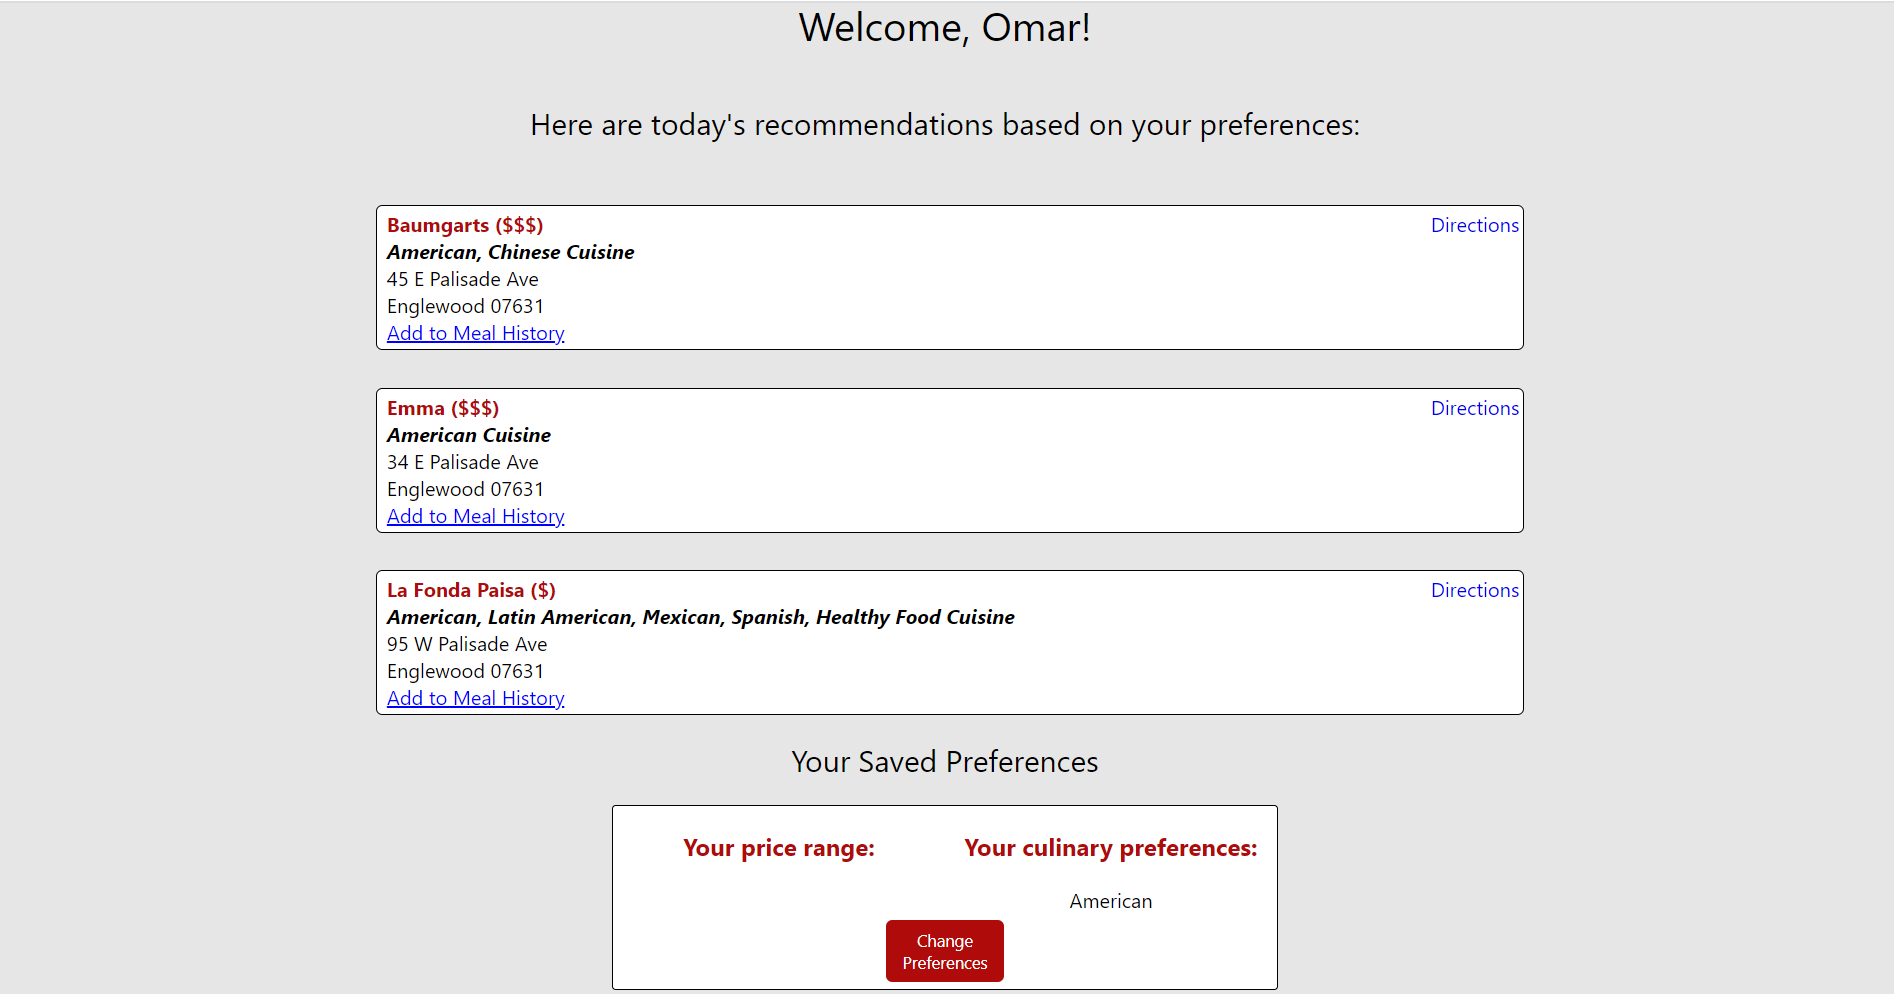 Welcome, Omar!
Here are today's recommendations based on your preferences:
Baumgarts ($$$)
Directions
American, Chinese Cuisine
45 E Palisade Ave
Englewood 07631
Add to Meal History
Emma ($$$)
Directions
American Cuisine
34 E Palisade Ave
Englewood 07631
Add to Meal History
La Fonda Paisa ($)
Directions
American, Latin American, Mexican, Spanish, Healthy Food Cuisine
95 W Palisade Ave
Englewood 07631
Add to Meal History
Your Saved Preferences
Your price range:
Your culinary preferences:
American
Change
Preferences